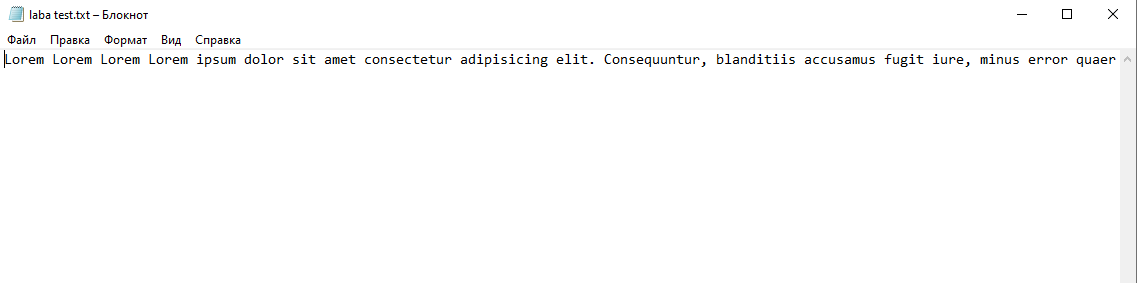 laba test.txt – Блокнот
Файл Правка Формат Вид Справка
Lorem Lorem Lorem Lorem ipsum dolor sit amet consectetur adipisicing elit. Consequuntur, blanditiis accusamus fugit iure, minus error quaer